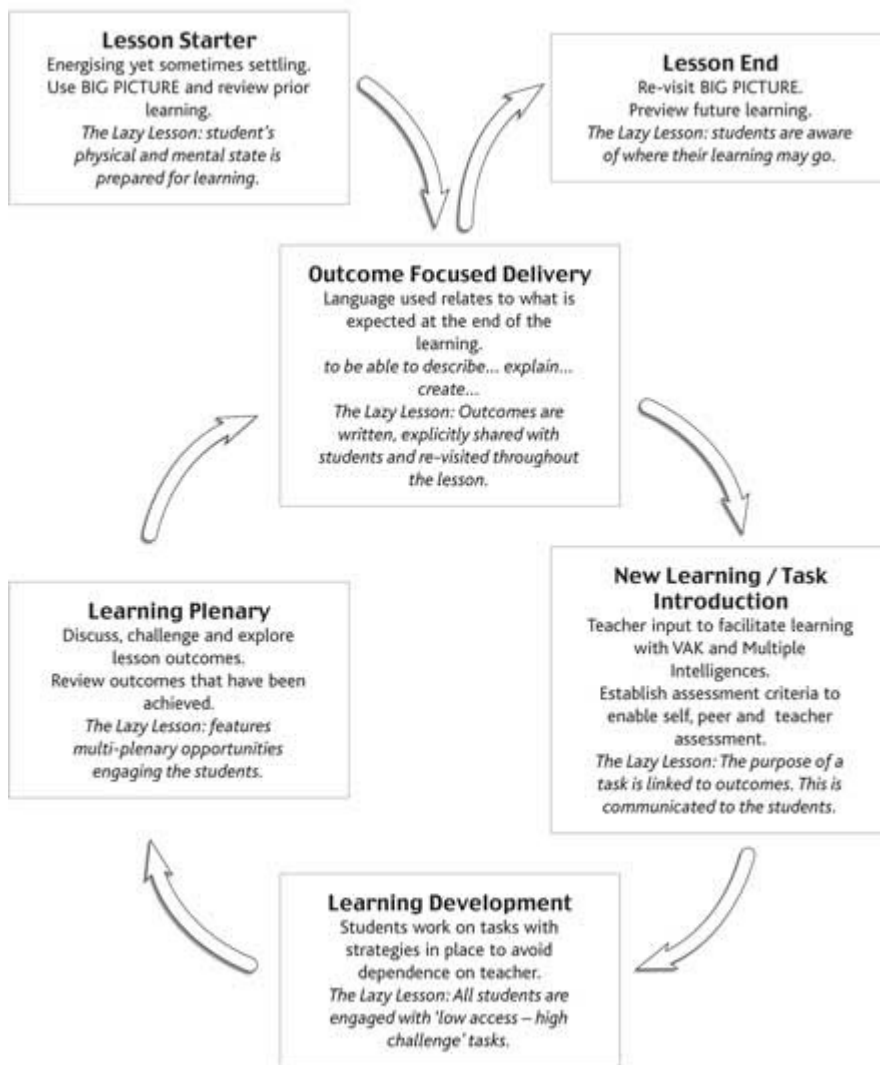 Lesson Starter
Energising yet sometimes settling.
Use BIG PICTURE and review prior
learning.
The Lazy Lesson: student's
physical and mental state is
prepared for learning.
Lesson End
Re-visit BIG PICTURE.
Preview future learning.
The Lazy Lesson: students are aware
of where their learning may go.
Outcome Focused Delivery
Language used relates to what is
expected at the end of the
learning.
to be able to describe... explain...
create...
The Lazy Lesson: Outcomes are
written, explicitly shared with
students and re-visited throughout
the lesson.
New Learning / Task
Introduction
Teacher input to facilitate learning
with VAK and Multiple
Intelligences.
Establish assessment criteria to
enable self, peer and teacher
assessment.
The Lazy Lesson: The purpose of a
task is linked to outcomes. This is
communicated to the students.
Learning Development
Students work on tasks with
strategies in place to avoid
dependence on teacher.
The Lazy Lesson: All students are
engaged with 'low access – high
challenge' tasks.
Learning Plenary
Discuss, challenge and explore
lesson outcomes.
Review outcomes that have been
achieved.
The Lazy Lesson: features
multi-plenary opportunities
engaging the students.